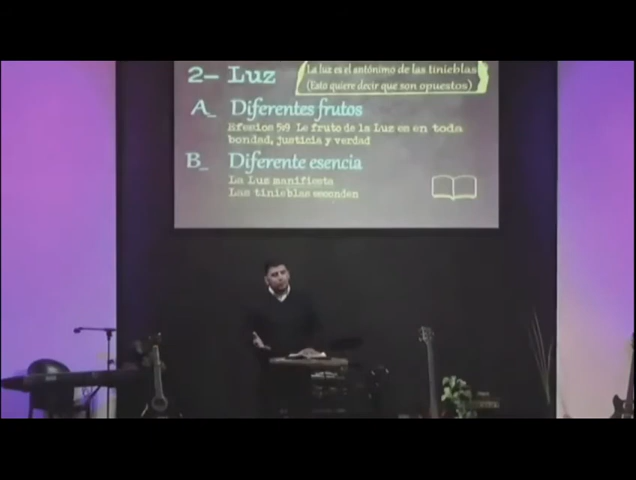 2- Luz
La luz es el antónimo de las tinieblas
(Esto quiere decir que son opuestos)
A_ Diferentes frutos
Efesios 5:9 Le fruto de la Luz es en toda
bondad, justicia y verdad
B_ Diferente esencia
La Luz manifiesta
Las tinieblas esconden